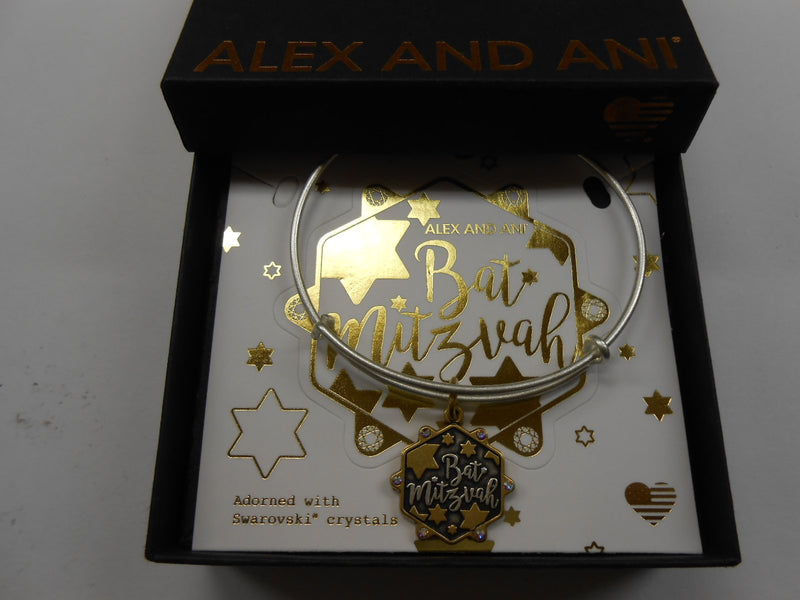 ALEX AND ANI®
ALEX AND ANI
Bat
Mitzvah
Bat
Mitzvah
Adorned with
Swarovski® crystals